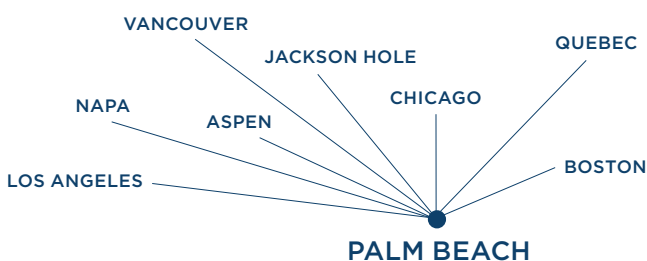 VANCOUVER
QUEBEC
JACKSON HOLE
CHICAGO
NAPA
ASPEN
BOSTON
LOS ANGELES
PALM BEACH